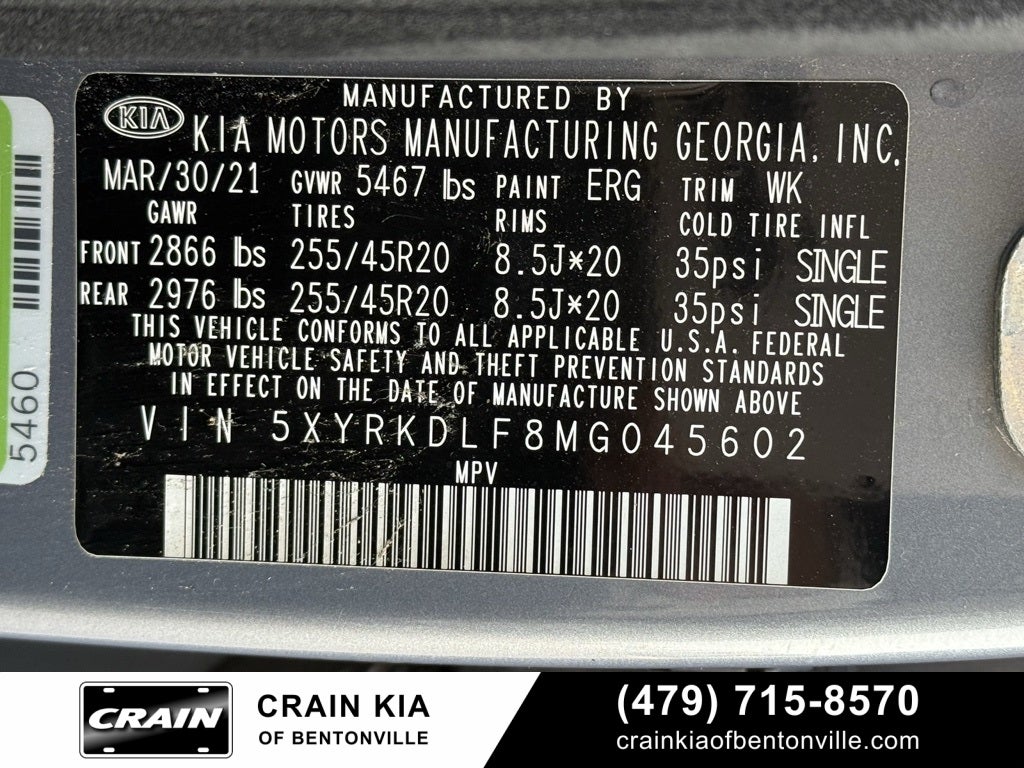 KIA
MANUFACTURED BY
KIA MOTORS MANUFACTURING GEORGIA, INC.
MAR/30/21 GVWR 5467 lbs PAINT ERG TRIM WK
GAWR TIRES RIMS COLD TIRE INFL
FRONT 2866 lbs 255/45R20 8.5J*20 35psi SINGLE
REAR 2976 lbs 255/45R20 8.5J*20 35psi SINGLE
THIS VEHICLE CONFORMS TO ALL APPLICABLE U.S.A. FEDERAL
MOTOR VEHICLE SAFETY AND THEFT PREVENTION STANDARDS
IN EFFECT ON THE DATE OF MANUFACTURE SHOWN ABOVE
VIN 5XYRKDLF8MG045602
MPV
5460
CRAIN
CRAIN KIA
OF BENTONVILLE
(479) 715-8570
crainkiaofbentonville.com